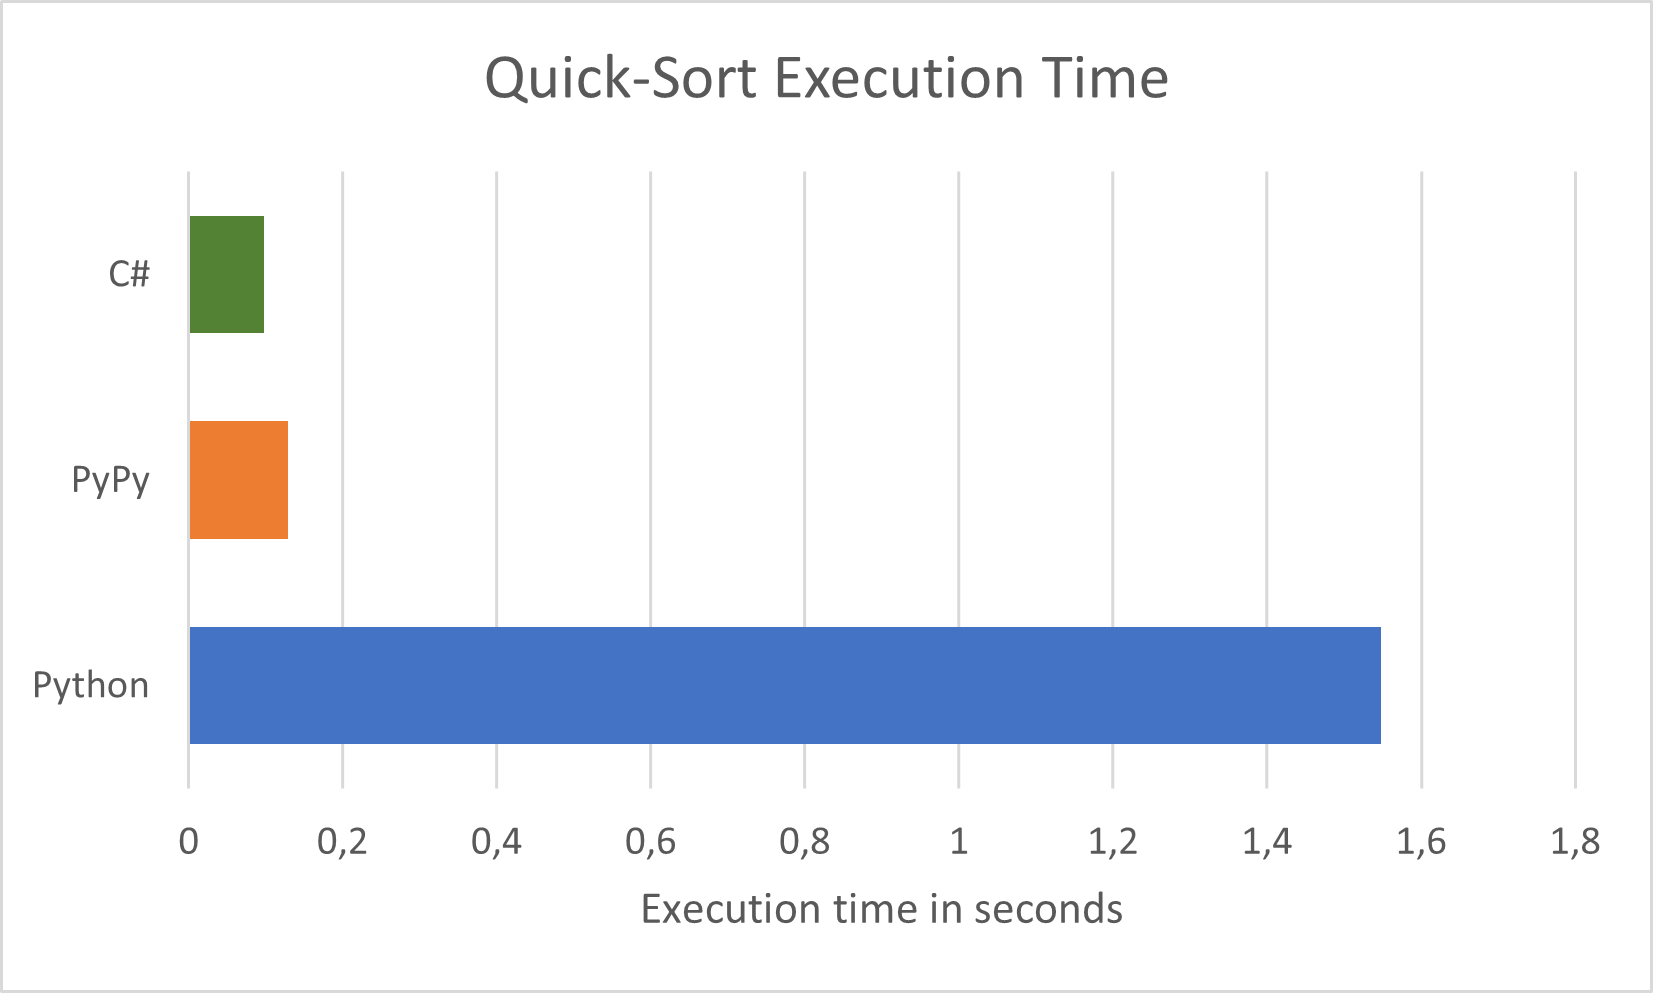 Quick-Sort Execution Time
C#
PyPy
Python
0 0,2 0,4 0,6 0,8 1 1,2 1,4 1,6 1,8
Execution time in seconds